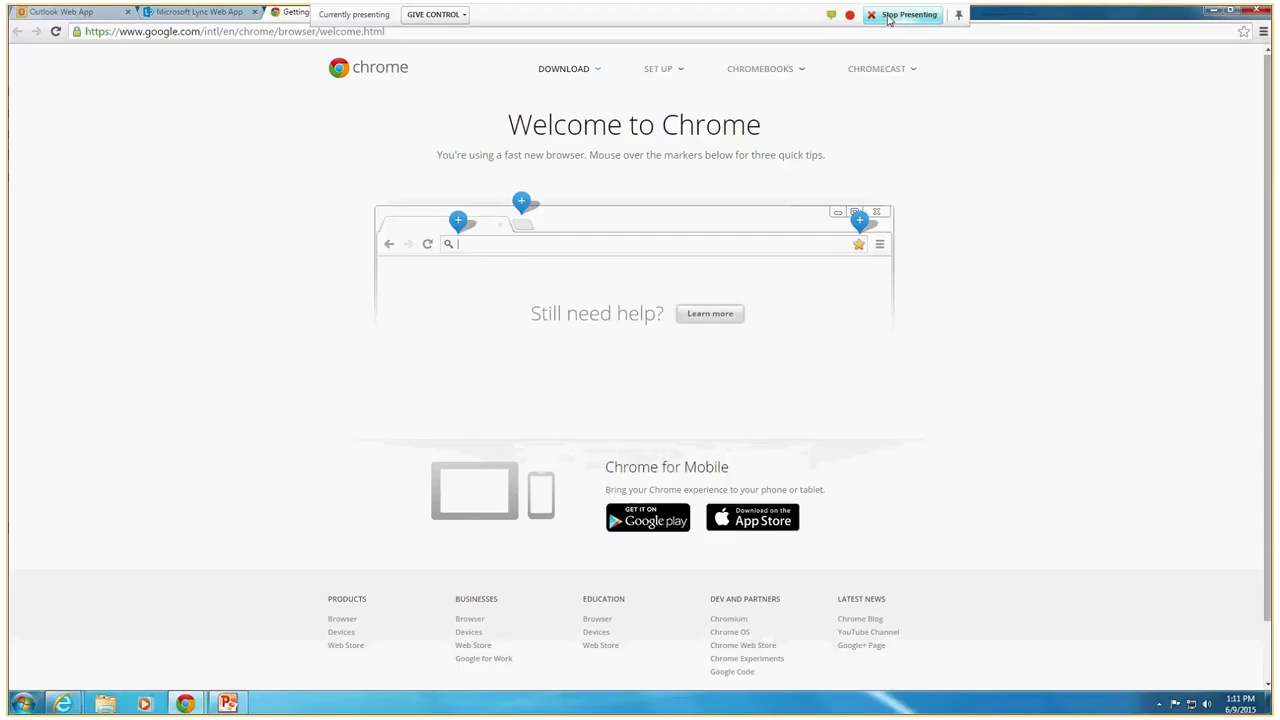 Outlook Web App
Microsoft Lync Web App
Getting
Currently presenting
GIVE CONTROL
Stop Presenting
https://www.google.com/intl/en/chrome/browser/welcome.html
chrome
DOWNLOAD
SET UP
CHROMEBOOKS
CHROMECAST
Welcome to Chrome
You're using a fast new browser. Mouse over the markers below for three quick tips.
Still need help?
Learn more
Chrome for Mobile
Bring your Chrome experience to your phone or tablet.
GET IT ON
Google play
Download on the
App Store
PRODUCTS
Browser
Devices
Web Store
BUSINESSES
Browser
Devices
Web Store
Google for Work
EDUCATION
Browser
Devices
Web Store
DEV AND PARTNERS
Chromium
Chrome OS
Chrome Web Store
Chrome Experiments
Google Code
LATEST NEWS
Chrome Blog
YouTube Channel
Google+ Page
1:11 PM
6/9/2015